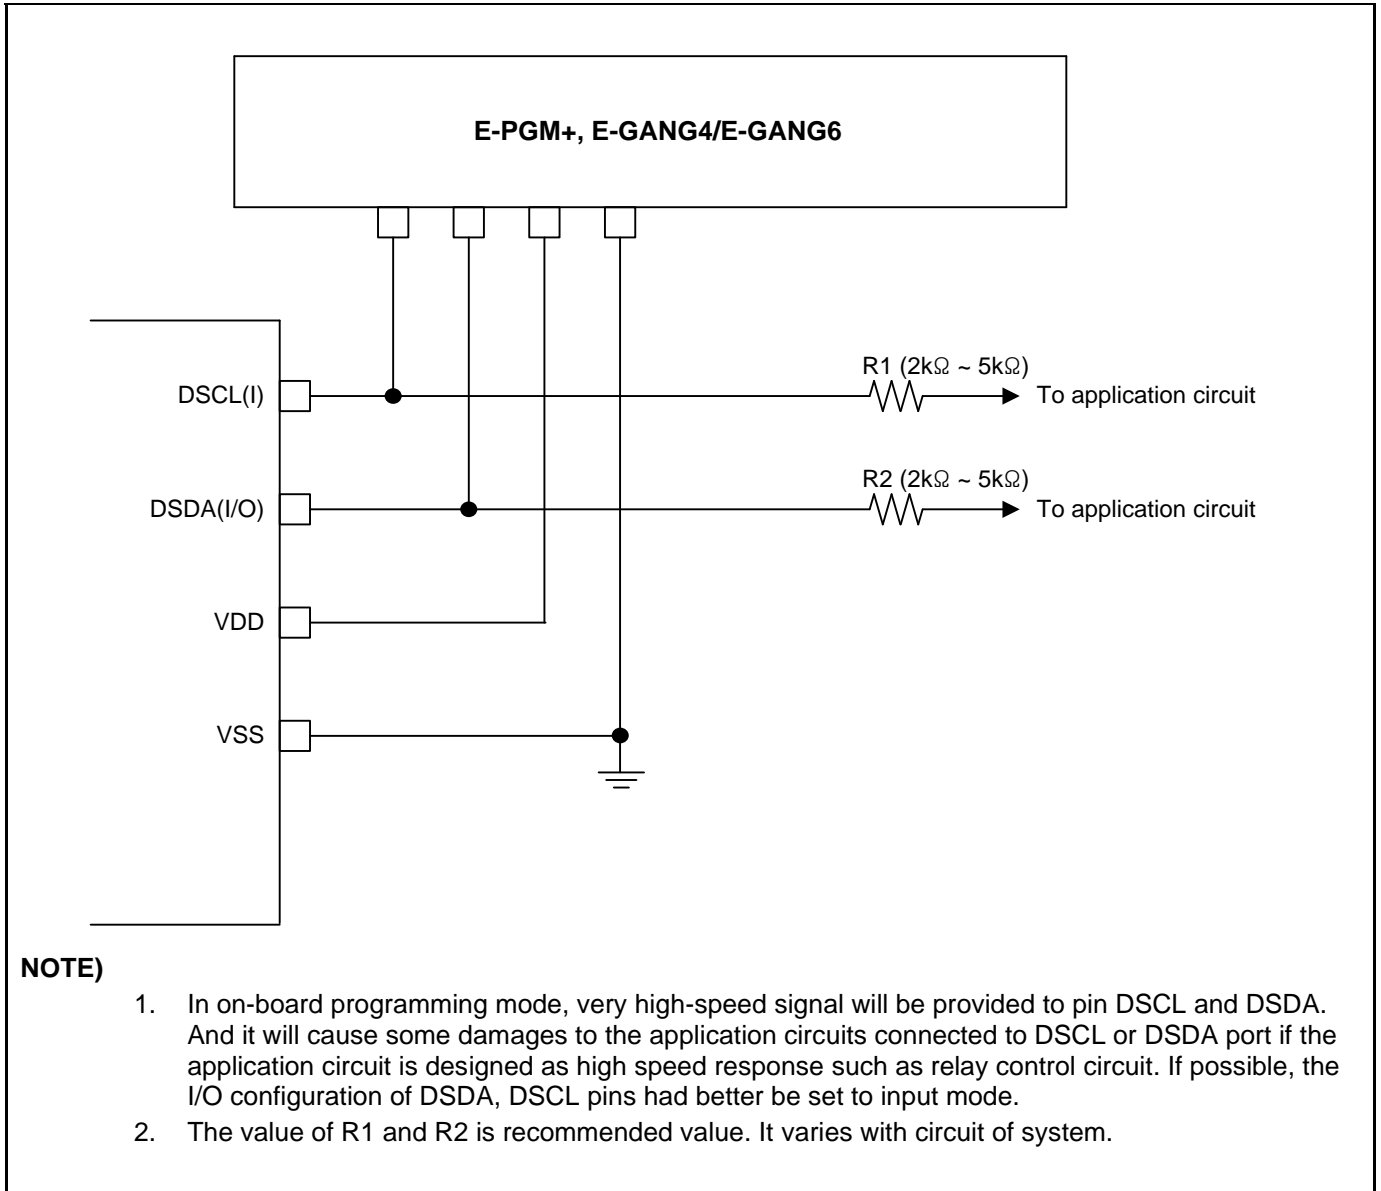 E-PGM+, E-GANG4/E-GANG6
R1 (2kΩ ~ 5kΩ)
DSCL(I)
To application circuit
R2 (2kΩ ~ 5kΩ)
DSDA(I/O)
To application circuit
VDD
VSS
NOTE)
1. In on-board programming mode, very high-speed signal will be provided to pin DSCL and DSDA.
And it will cause some damages to the application circuits connected to DSCL or DSDA port if the
application circuit is designed as high speed response such as relay control circuit. If possible, the
I/O configuration of DSDA, DSCL pins had better be set to input mode.
2. The value of R1 and R2 is recommended value. It varies with circuit of system.